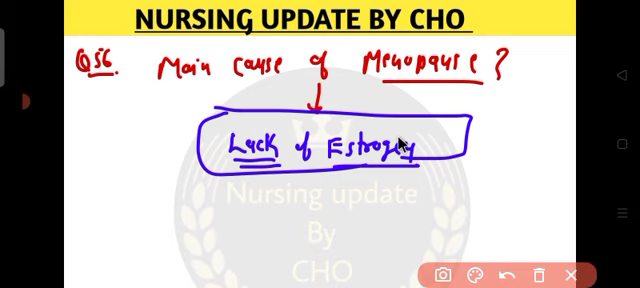 NURSING UPDATE BY CHO
Q56. Main cause of Menopause?
Lack of Estrogen
Nursing update
By
CHO